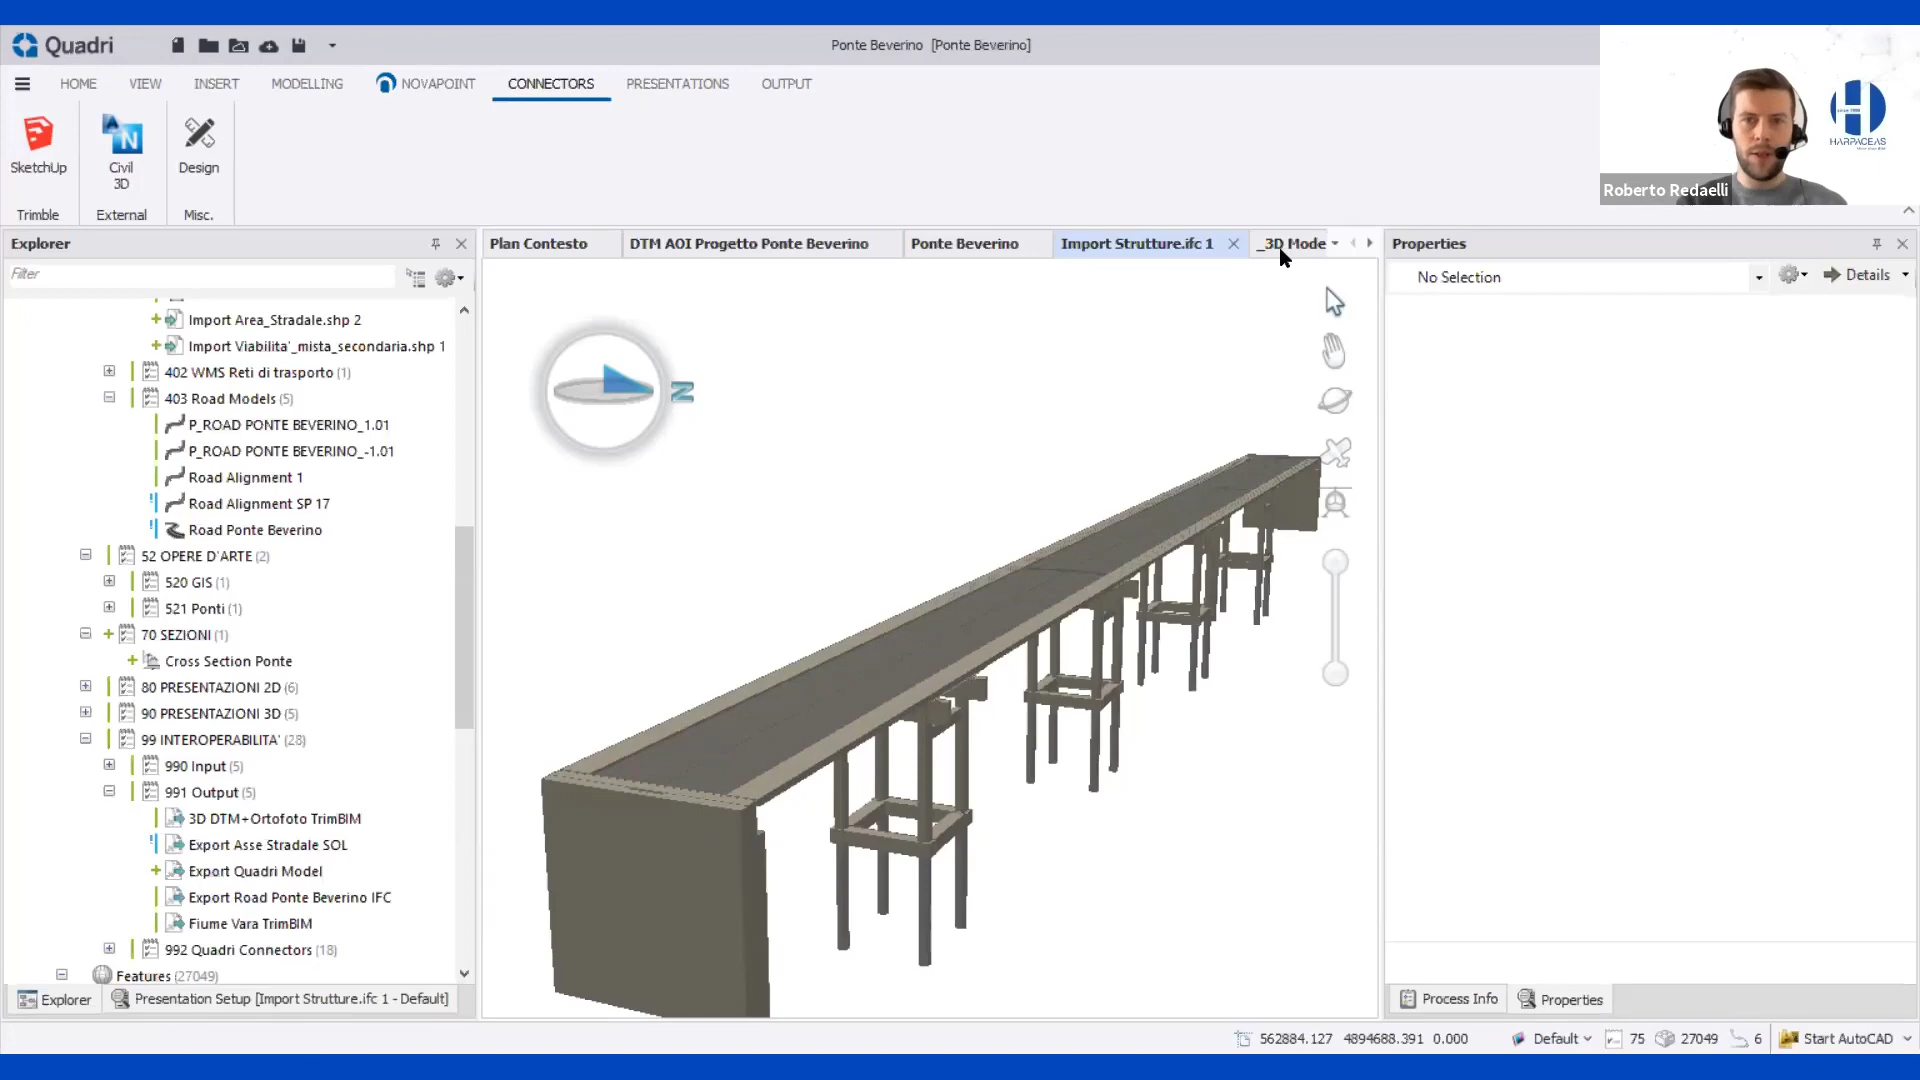 Quadri
Ponte Beverino [Ponte Beverino]
HOME VIEW INSERT MODELLING NOVAPOINT CONNECTORS PRESENTATIONS OUTPUT
SketchUp
Civil
3D
Design
Trimble External Misc.
HARPACEAS
Roberto Redaelli
Explorer
Filter
Import Area_Stradale.shp 2
Import Viabilita'_mista_secondaria.shp 1
402 WMS Reti di trasporto (1)
403 Road Models (5)
P_ROAD PONTE BEVERINO_1.01
P_ROAD PONTE BEVERINO_-1.01
Road Alignment 1
Road Alignment SP 17
Road Ponte Beverino
52 OPERE D'ARTE (2)
520 GIS (1)
521 Ponti (1)
70 SEZIONI (1)
Cross Section Ponte
80 PRESENTAZIONI 2D (6)
90 PRESENTAZIONI 3D (5)
99 INTEROPERABILITA' (28)
990 Input (5)
991 Output (5)
3D DTM+Ortofoto TrimBIM
Export Asse Stradale SOL
Export Quadri Model
Export Road Ponte Beverino IFC
Fiume Vara TrimBIM
992 Quadri Connectors (18)
Features (27049)
Explorer Presentation Setup [Import Strutture.ifc 1 - Default]
Plan Contesto DTM AOI Progetto Ponte Beverino Ponte Beverino Import Strutture.ifc 1 _3D Mode
N
Properties
No Selection
Details
Process Info Properties
562884.127 4894688.391 0.000 Default 75 27049 6 Start AutoCAD